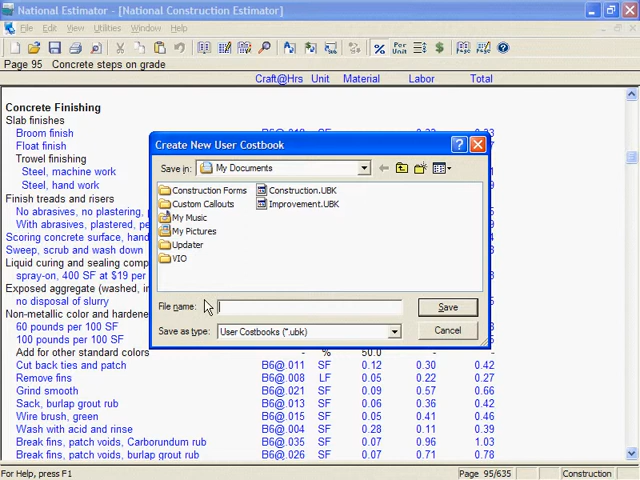 National Estimator - [National Construction Estimator]
File Edit View Utilities Window Help
% Per Unit $ ?
Page 95 Concrete steps on grade
Craft@Hrs Unit Material Labor Total
Concrete Finishing
Slab finishes
Broom finish
Float finish
Trowel finishing
Steel, machine work
Steel, hand work
Finish treads and risers
No abrasives, no plastering,
With abrasives, plastered,
Scoring concrete surface, hand
Sweep, scrub and wash down
Liquid curing and sealing
spray-on, 400 SF at $19 per
Exposed aggregate (washed, in
no disposal of slurry
Non-metallic color and hardener
60 pounds per 100 SF
100 pounds per 100 SF
Add for other standard colors - % 50.0 - -
Cut back ties and patch B6@.011 SF 0.12 0.30 0.42
Remove fins B6@.008 LF 0.05 0.22 0.27
Grind smooth B6@.021 SF 0.09 0.57 0.66
Sack, burlap grout rub B6@.013 SF 0.06 0.36 0.42
Wire brush, green B6@.015 SF 0.05 0.41 0.46
Wash with acid and rinse B6@.004 SF 0.28 0.11 0.39
Break fins, patch voids, Carborundum rub B6@.035 SF 0.07 0.96 1.03
Break fins, patch voids, burlap grout rub B6@.026 SF 0.07 0.71 0.78
Create New User Costbook
Save in: My Documents
Construction Forms
Custom Callouts
My Music
My Pictures
Updater
VIO
Construction.UBK
Improvement.UBK
File name: Save
Save as type: User Costbooks (*.ubk) Cancel
For Help, press F1 Page 95/635 Construction